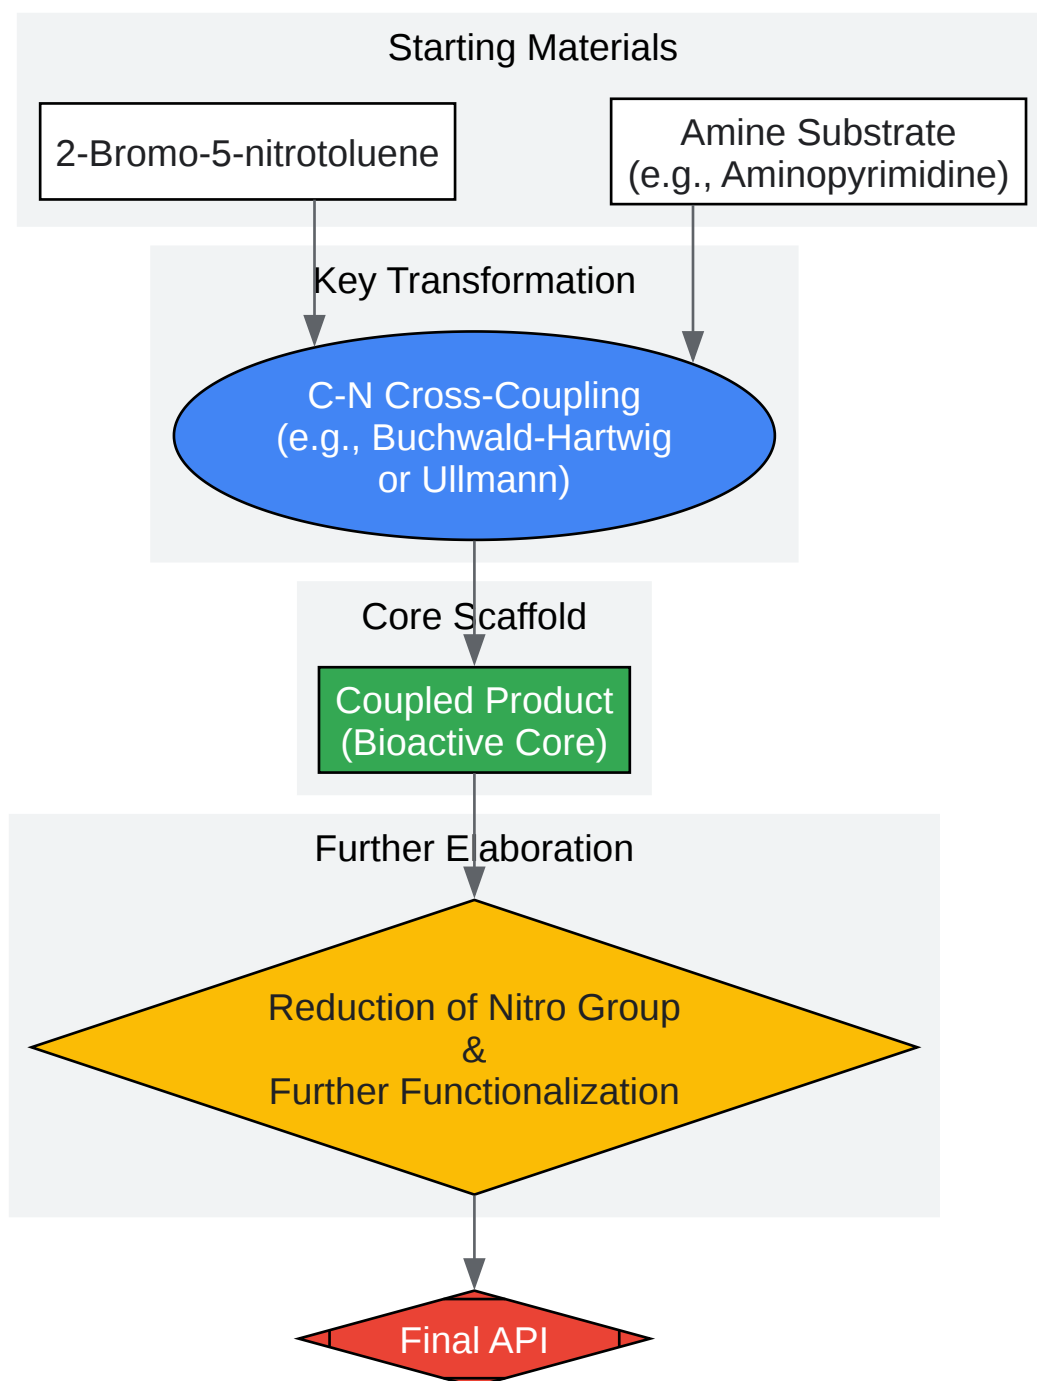 Starting Materials
2-Bromo-5-nitrotoluene
Amine Substrate
(e.g., Aminopyrimidine)
Key Transformation
C-N Cross-Coupling
(e.g., Buchwald-Hartwig
or Ullmann)
Core Scaffold
Coupled Product
(Bioactive Core)
Further Elaboration
Reduction of Nitro Group
&
Further Functionalization
Final API